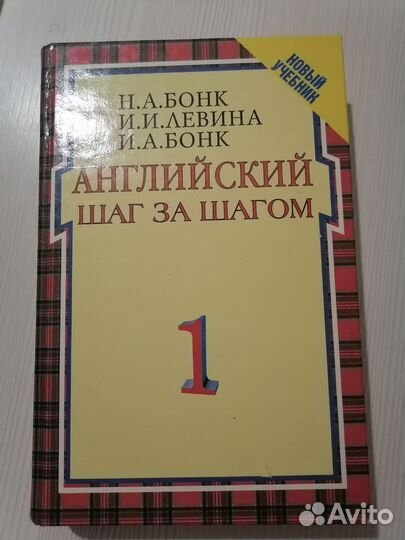 НОВЫЙ
УЧЕБНИК
Н.А.БОНК
И.И.ЛЕВИНА
И.А.БОНК
АНГЛИЙСКИЙ
ШАГ ЗА ШАГОМ
1
Avito